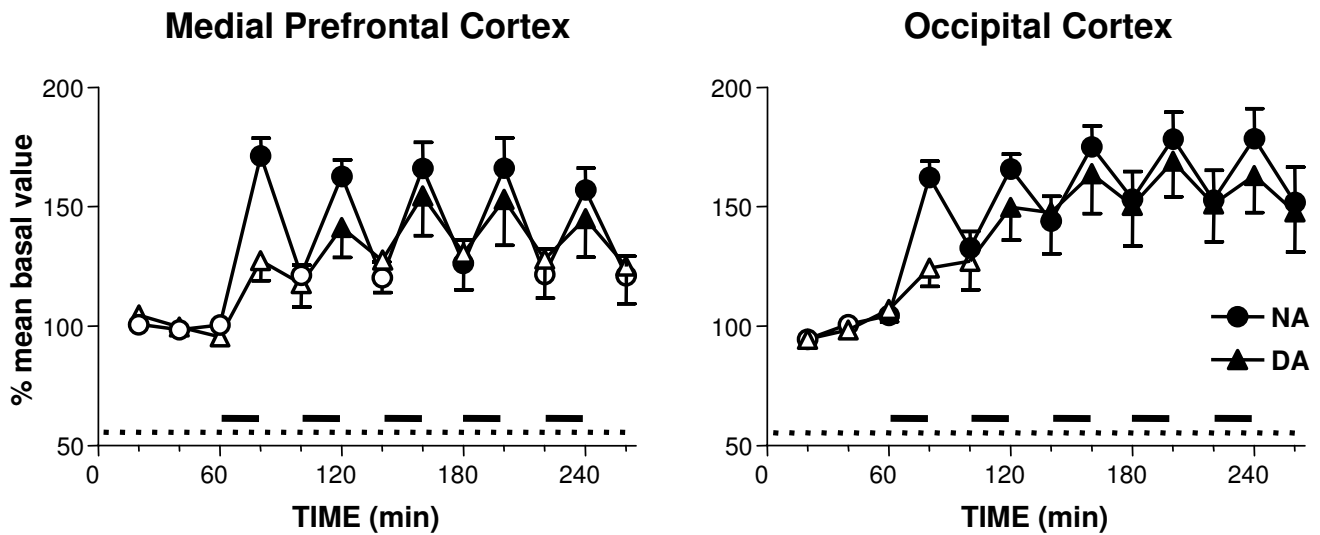 Medial Prefrontal Cortex
Occipital Cortex
% mean basal value
200
150
100
50
0
60
120
180
240
TIME (min)
200
150
100
50
0
60
120
180
240
TIME (min)
NA
DA